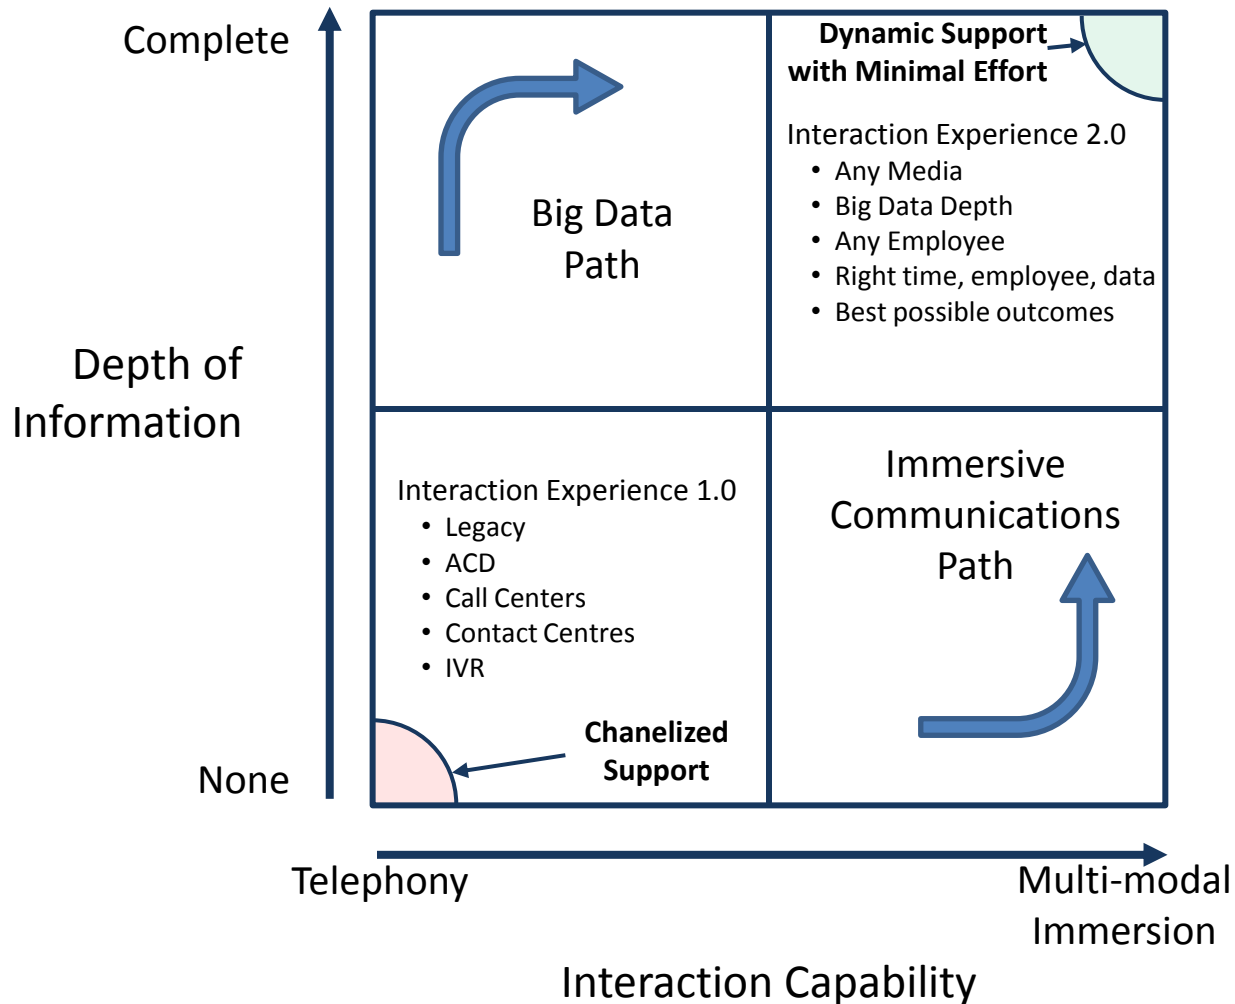 Complete
Dynamic Support
with Minimal Effort
Interaction Experience 2.0
• Any Media
• Big Data Depth
• Any Employee
• Right time, employee, data
• Best possible outcomes
Big Data
Path
Depth of
Information
Interaction Experience 1.0
• Legacy
• ACD
• Call Centers
• Contact Centres
• IVR
Immersive
Communications
Path
Chanelized
Support
None
Telephony
Multi-modal
Immersion
Interaction Capability